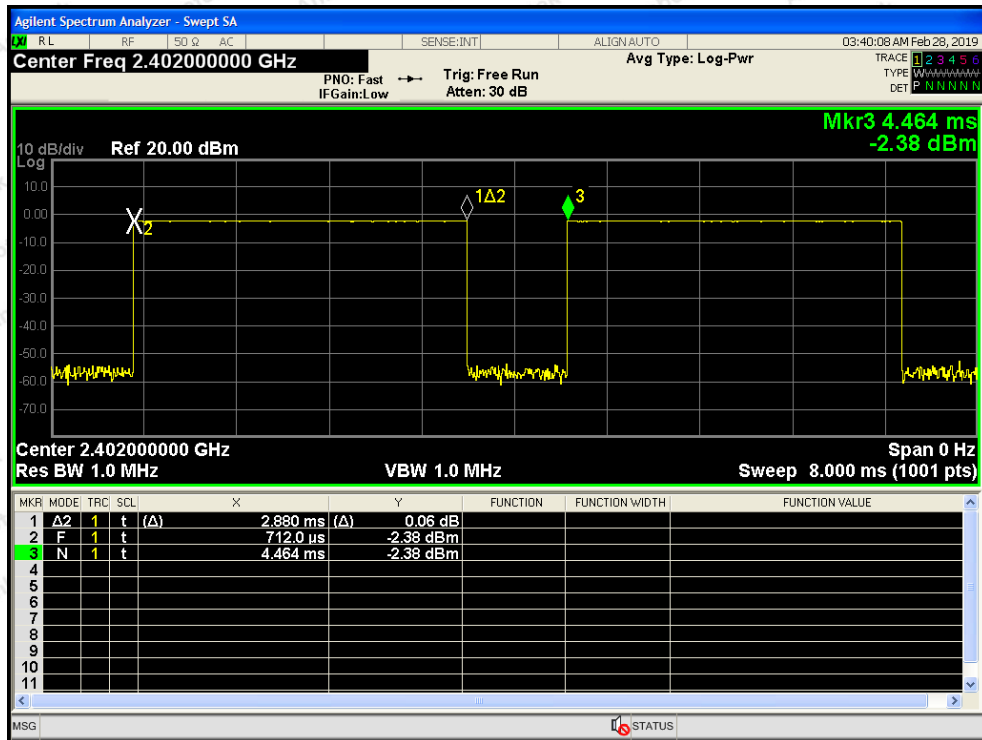 Agilent Spectrum Analyzer - Swept SA
LXI RL RF 50 Ω AC SENSE:INT ALIGN AUTO 03:40:08 AM Feb 28, 2019
Center Freq 2.402000000 GHz Avg Type: Log-Pwr TRACE 1 2 3 4 5 6
PNO: Fast Trig: Free Run TYPE WWWWWW
IFGain:Low Atten: 30 dB DET P N N N N N
Mkr3 4.464 ms
10 dB/div Ref 20.00 dBm -2.38 dBm
Log
10.0
1Δ2 3
0.00
2
-10.0
-20.0
-30.0
-40.0
-50.0
-60.0
-70.0
Center 2.402000000 GHz Span 0 Hz
Res BW 1.0 MHz VBW 1.0 MHz Sweep 8.000 ms (1001 pts)
MKR MODE TRC SCL X Y FUNCTION FUNCTION WIDTH FUNCTION VALUE
1 Δ2 1 t (Δ) 2.880 ms (Δ) 0.06 dB
2 F 1 t 712.0 µs -2.38 dBm
3 N 1 t 4.464 ms -2.38 dBm
4
5
6
7
8
9
10
11
MSG STATUS